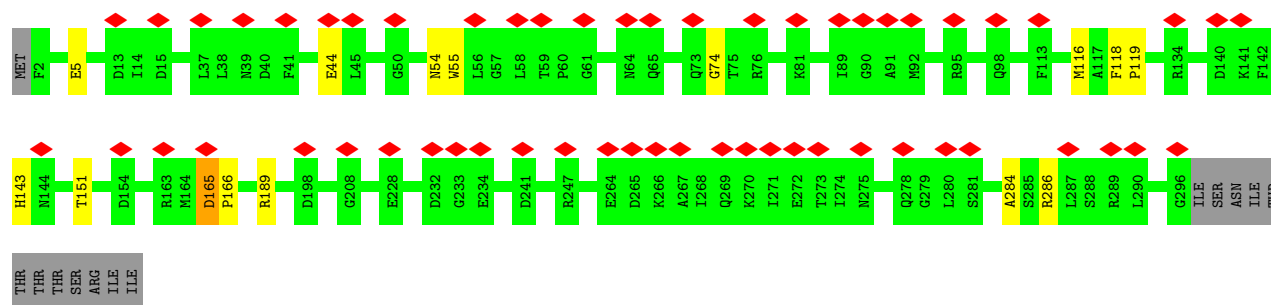 MET F2 E5 D13 I14 D15 L37 L38 N39 D40 F41 E44 L45 G50 N54 W55 L56 G57 L58 T59 P60 G61 N64 Q65 Q73 G74 T75 R76 K81 I89 G90 A91 M92 R95 Q98 F113 M116 A117 F118 P119 R134 D140 K141 F142
H143 N144 T151 D154 R163 M164 D165 P166 R189 D198 G208 E228 D232 G233 E234 D241 R247 E264 D265 K266 A267 I268 Q269 K270 I271 E272 T273 I274 N275 Q278 G279 L280 S281 A284 S285 R286 L287 S288 R289 L290 G296 ILE SER ASN ILE THR
THR THR THR SER ARG ILE ILE